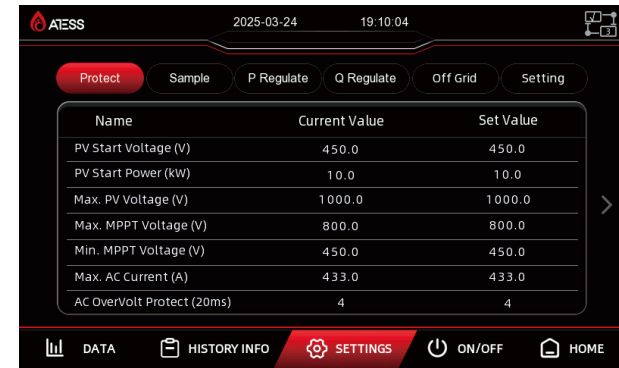 ATESS 2025-03-24 19:10:04
3
Protect Sample P Regulate Q Regulate Off Grid Setting
Name Current Value Set Value
PV Start Voltage (V) 450.0 450.0
PV Start Power (kW) 10.0 10.0
Max. PV Voltage (V) 1000.0 1000.0
Max. MPPT Voltage (V) 800.0 800.0
Min. MPPT Voltage (V) 450.0 450.0
Max. AC Current (A) 433.0 433.0
AC OverVolt Protect (20ms) 4 4
DATA HISTORY INFO SETTINGS ON/OFF HOME